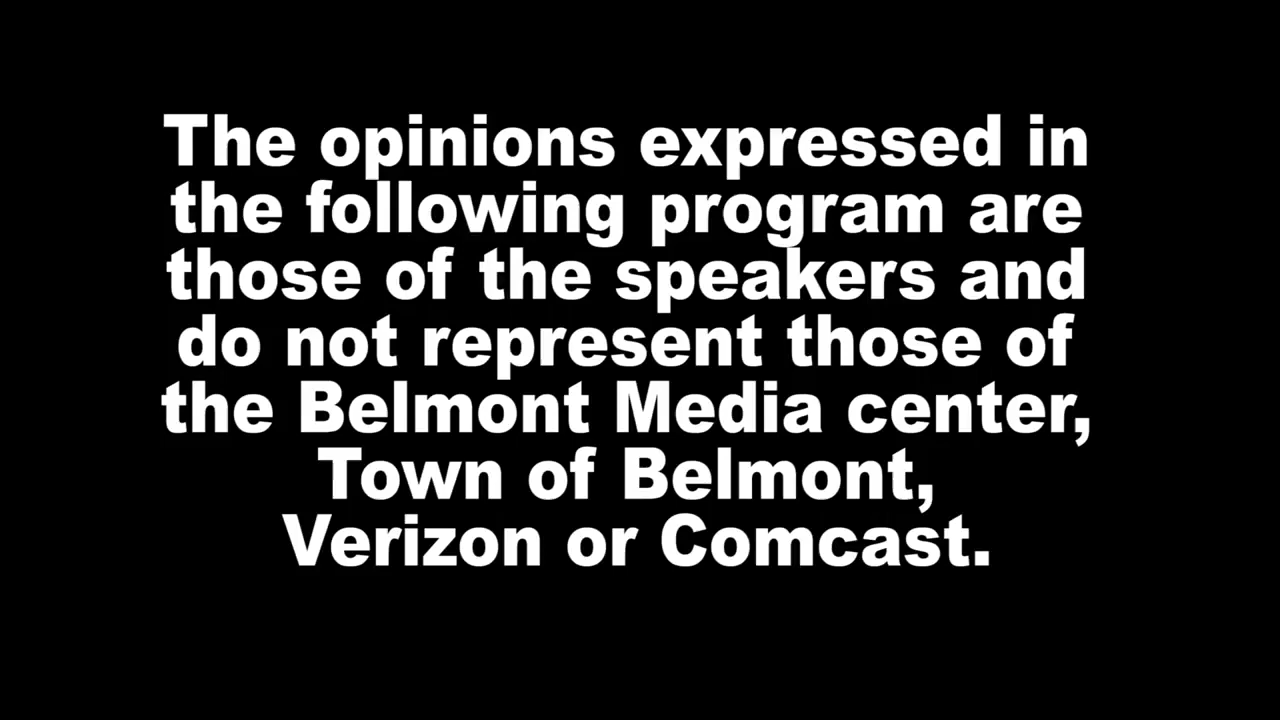 The opinions expressed in
the following program are
those of the speakers and
do not represent those of
the Belmont Media center,
Town of Belmont,
Verizon or Comcast.